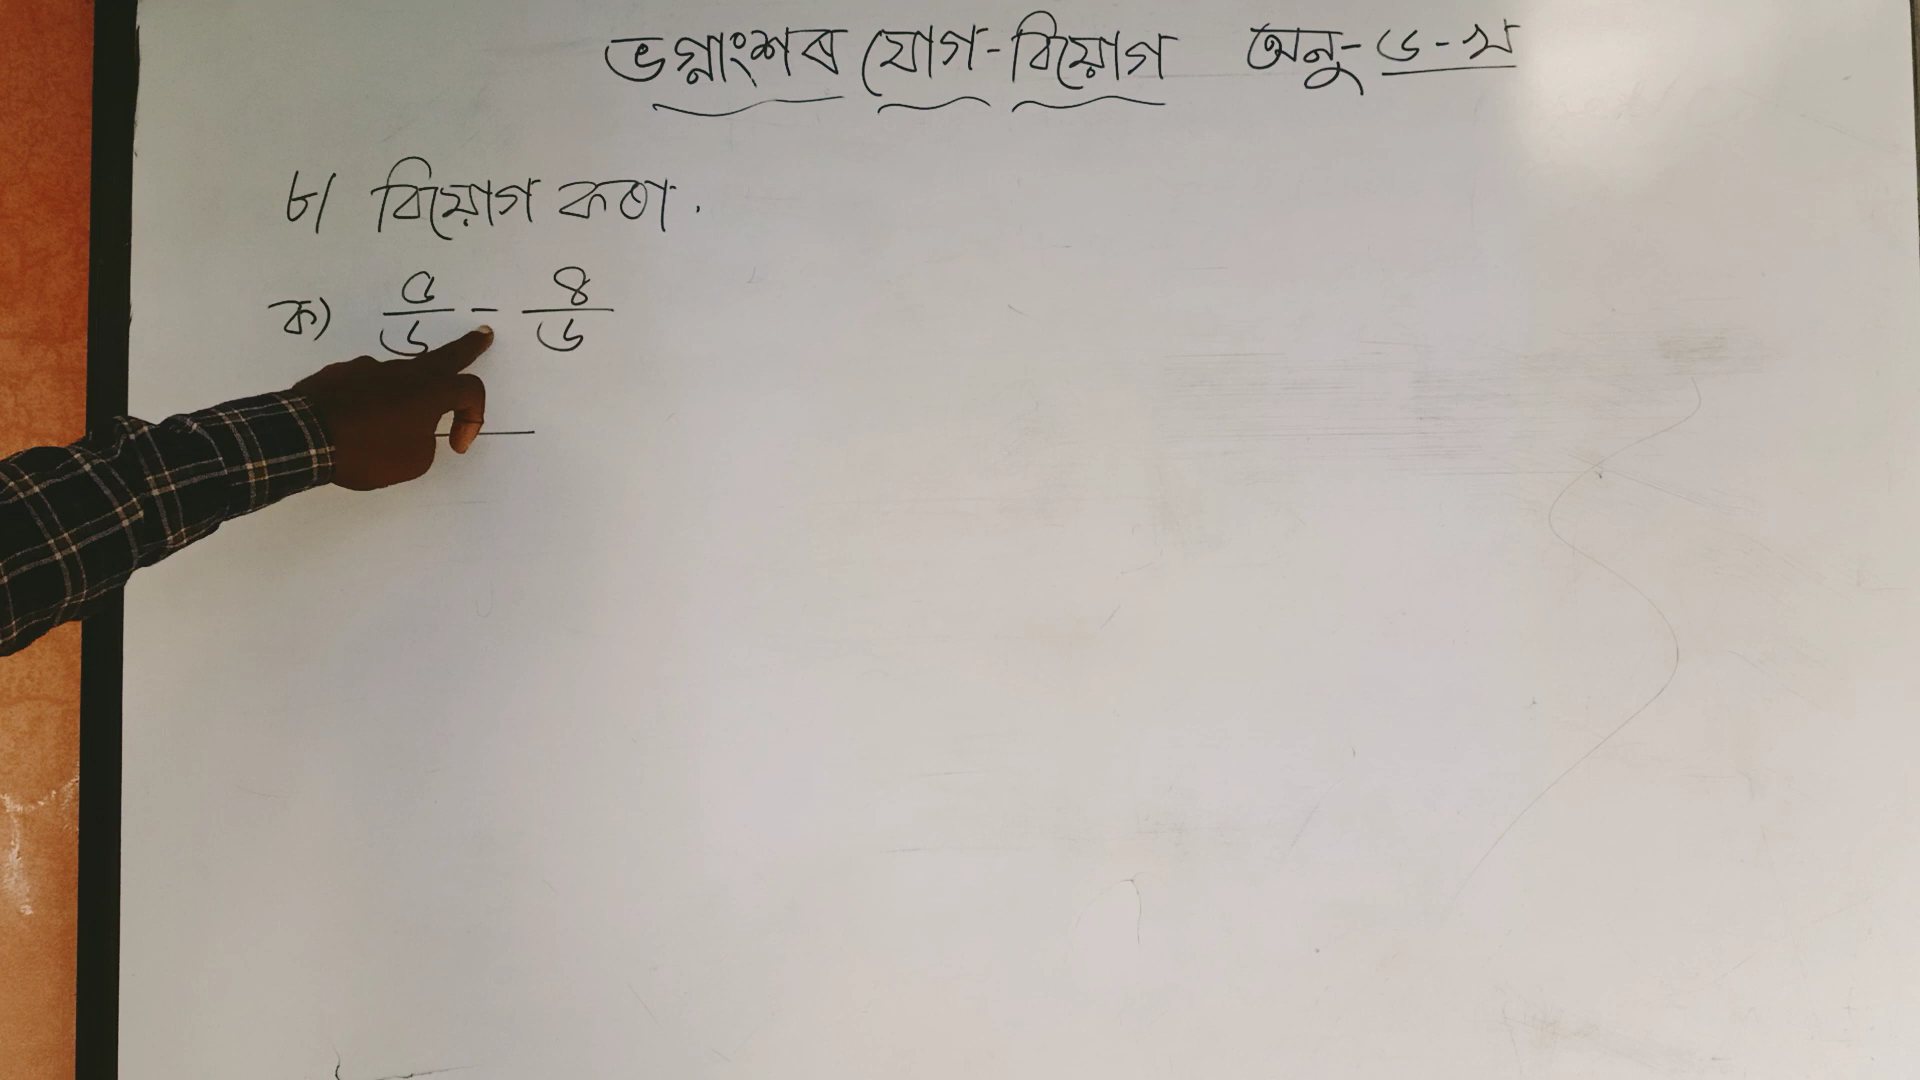 ভগ্নাংশৰ যোগ-বিয়োগ অনু-৬-খ
৮। বিয়োগ কৰা.
ক) ৫/৬ - ৪/৬